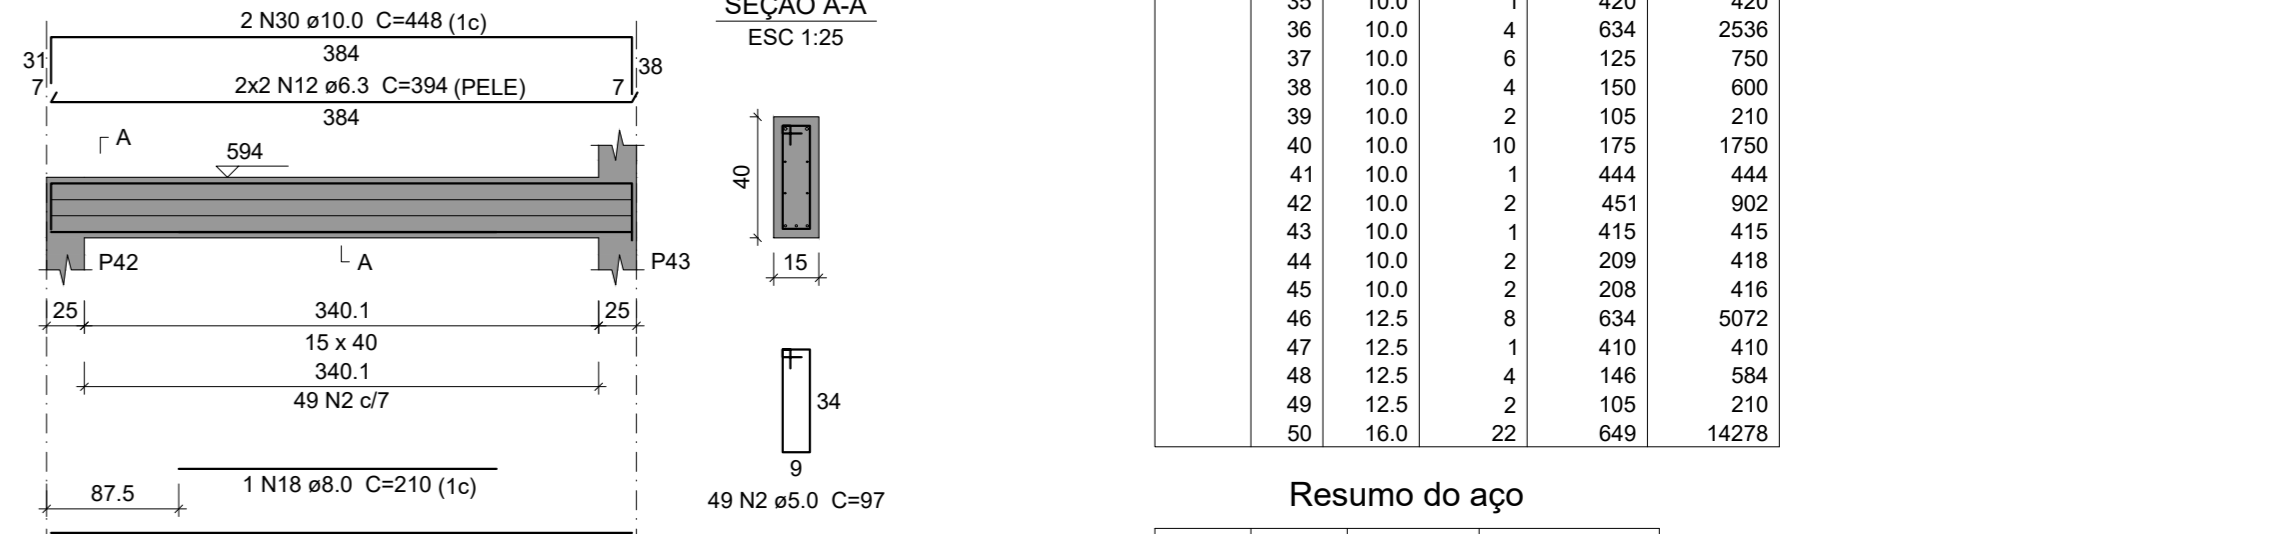 2 N30 ø10.0 C=448 (1c)
31
384
38
7
2x2 N12 ø6.3 C=394 (PELE)
7
384
A
594
P42
A
P43
25
340.1
25
15 x 40
340.1
49 N2 c/7
1 N18 ø8.0 C=210 (1c)
87.5
SEÇÃO A-A
ESC 1:25
40
15
34
9
49 N2 ø5.0 C=97
35 10.0 1 420 420
36 10.0 4 634 2536
37 10.0 6 125 750
38 10.0 4 150 600
39 10.0 2 105 210
40 10.0 10 175 1750
41 10.0 1 444 444
42 10.0 2 451 902
43 10.0 1 415 415
44 10.0 2 209 418
45 10.0 2 208 416
46 12.5 8 634 5072
47 12.5 1 410 410
48 12.5 4 146 584
49 12.5 2 105 210
50 16.0 22 649 14278
Resumo do aço